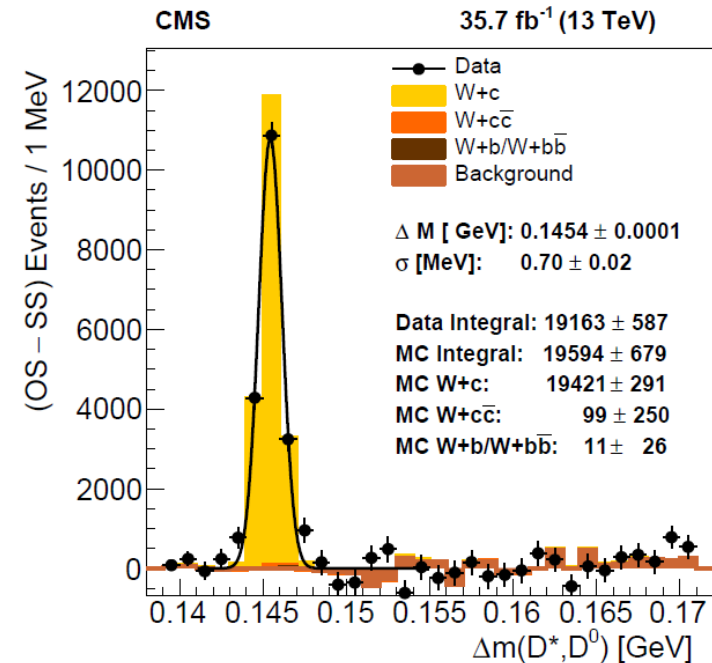 CMS 35.7 fb⁻¹ (13 TeV)
(OS − SS) Events / 1 MeV
12000
10000
8000
6000
4000
2000
0
Data
W+c
W+cc̅
W+b/W+bb̅
Background
Δ M [ GeV]: 0.1454 ± 0.0001
σ [MeV]: 0.70 ± 0.02
Data Integral: 19163 ± 587
MC Integral: 19594 ± 679
MC W+c: 19421 ± 291
MC W+cc̅: 99 ± 250
MC W+b/W+bb̅: 11 ± 26
0.14 0.145 0.15 0.155 0.16 0.165 0.17
Δm(D*,D⁰) [GeV]